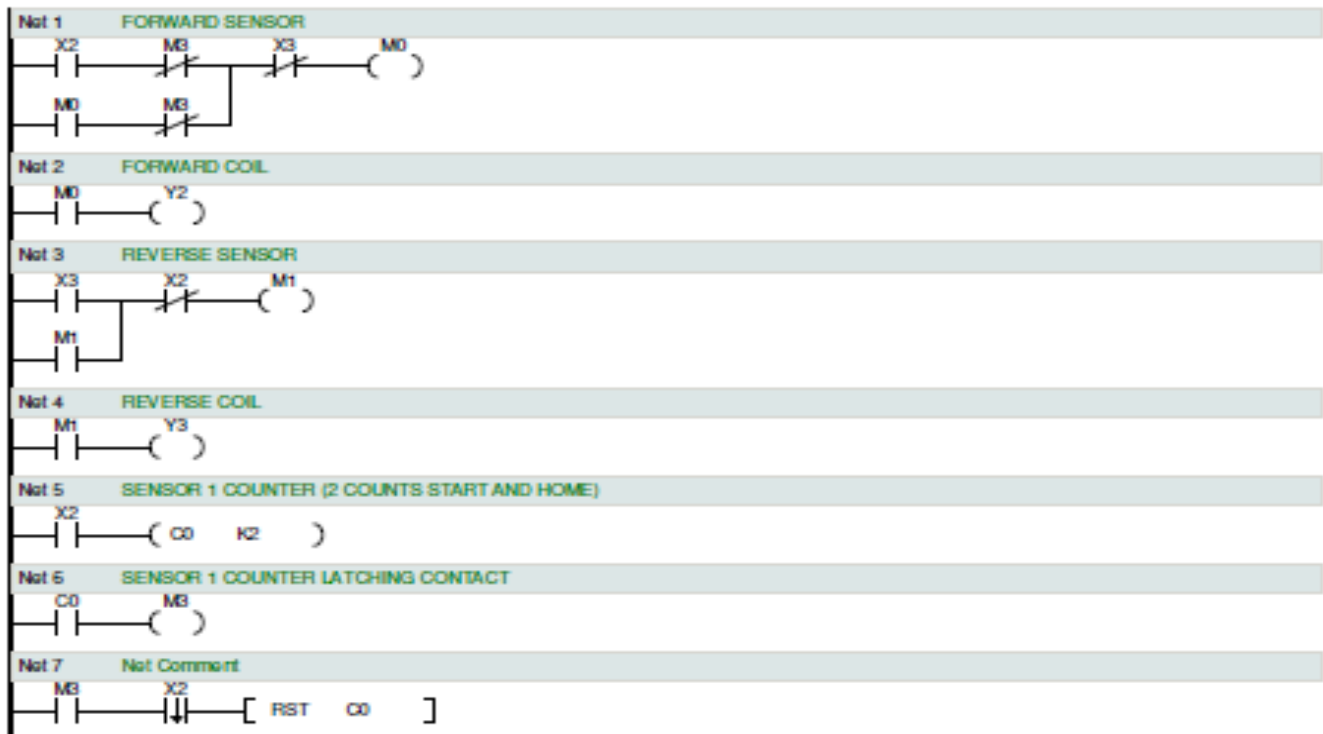 Net 1 FORWARD SENSOR
X2 M3 X3 M0
M0 M3
Net 2 FORWARD COIL
M0 Y2
Net 3 REVERSE SENSOR
X3 X2 M1
M1
Net 4 REVERSE COIL
M1 Y3
Net 5 SENSOR 1 COUNTER (2 COUNTS START AND HOME)
X2
C0 K2
Net 6 SENSOR 1 COUNTER LATCHING CONTACT
C0 M3
Net 7 Net Comment
M3 X2
RST C0